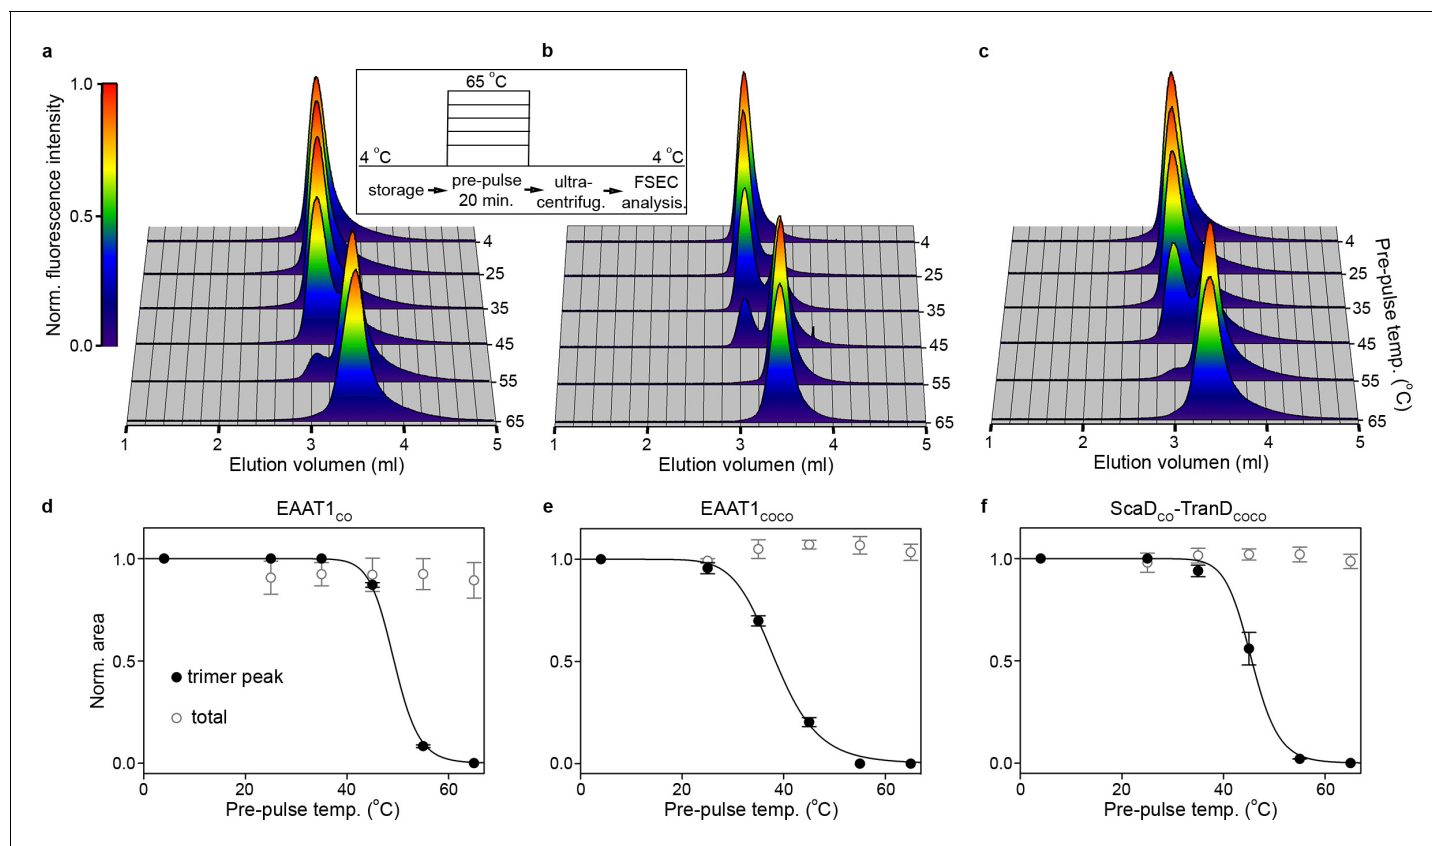 a
b
c
1.0
0.5
0.0
Norm. fluorescence intensity
65 °C
4 °C
4 °C
storage
pre-pulse
20 min.
ultra-
centrifug.
FSEC
analysis.
4
25
35
45
55
65
1 2 3 4 5
Elution volumen (ml)
4
25
35
45
55
65
1 2 3 4 5
Elution volumen (ml)
4
25
35
45
55
65
Pre-pulse temp. (°C)
1 2 3 4 5
Elution volumen (ml)
d
EAAT1CO
1.0
0.5
0.0
Norm. area
trimer peak
total
0 20 40 60
Pre-pulse temp. (°C)
e
EAAT1COCO
1.0
0.5
0.0
0 20 40 60
Pre-pulse temp. (°C)
f
ScaDCO-TranDCOCO
1.0
0.5
0.0
0 20 40 60
Pre-pulse temp. (°C)